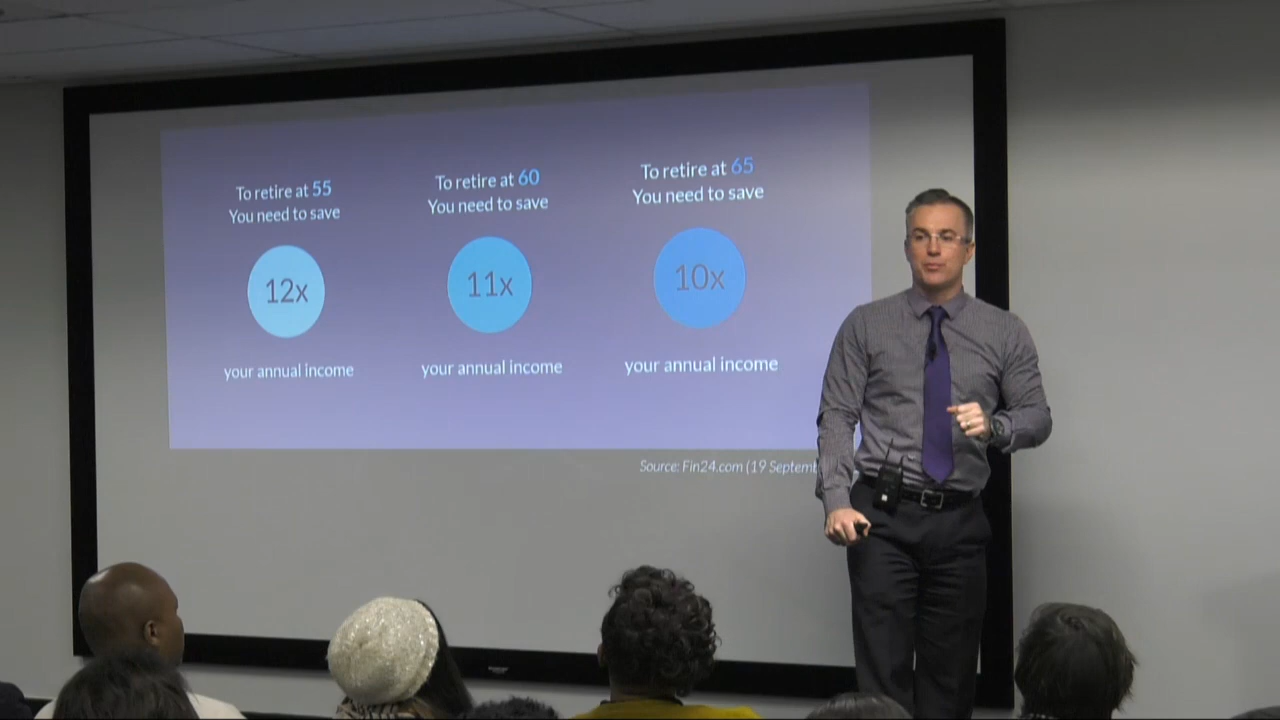 To retire at 55
You need to save
12x
your annual income
To retire at 60
You need to save
11x
your annual income
To retire at 65
You need to save
10x
your annual income
Source: Fin24.com (19